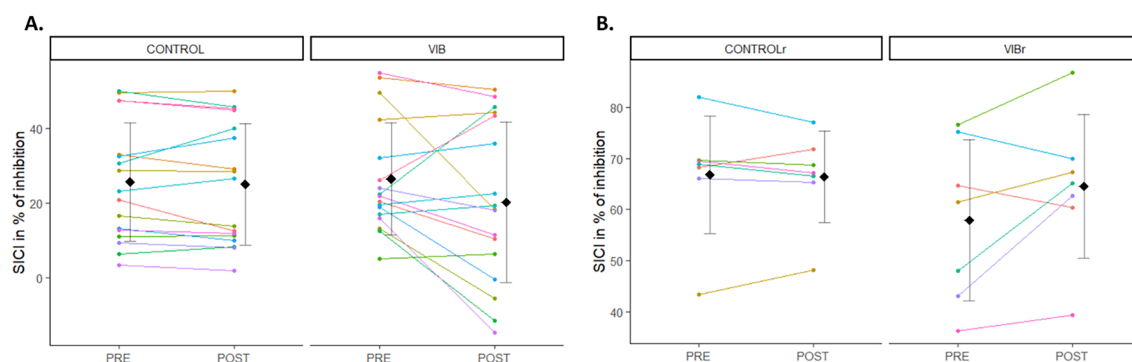 A.
CONTROL VIB
SICI in % of inhibition
40
20
0
PRE POST PRE POST
B.
CONTROLr VIBr
SICI in % of inhibition
80
70
60
50
40
PRE POST PRE POST